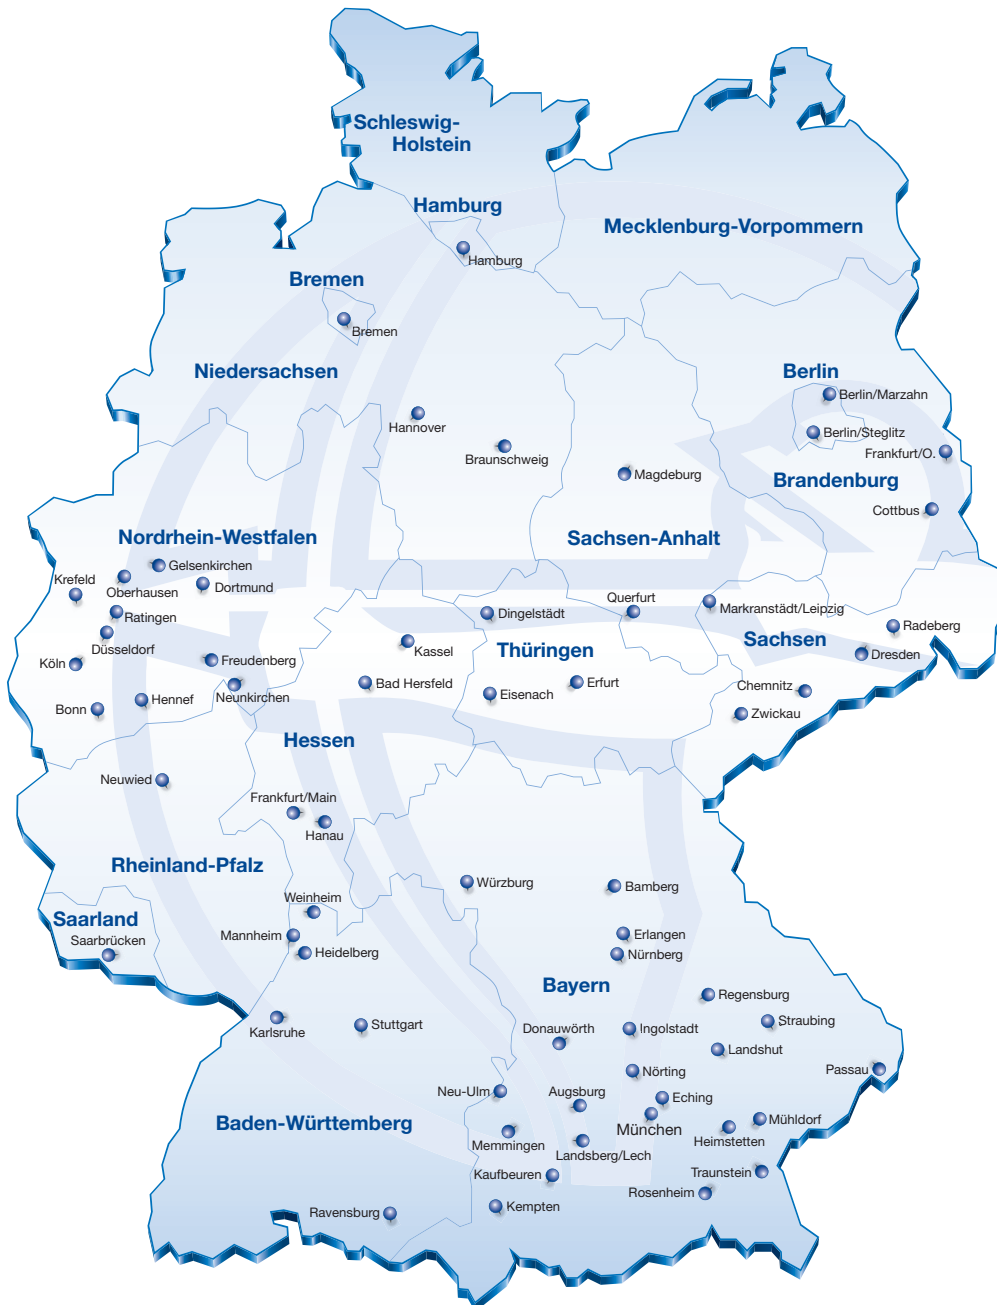 Schleswig-
Holstein
Hamburg
Mecklenburg-Vorpommern
Hamburg
Bremen
Bremen
Niedersachsen
Berlin
Berlin/Marzahn
Hannover
Berlin/Steglitz
Braunschweig
Frankfurt/O.
Magdeburg
Brandenburg
Cottbus
Nordrhein-Westfalen
Sachsen-Anhalt
Gelsenkirchen
Krefeld
Oberhausen
Dortmund
Querfurt
Markranstädt/Leipzig
Ratingen
Dingelstädt
Radeberg
Düsseldorf
Kassel
Thüringen
Sachsen
Dresden
Köln
Freudenberg
Bad Hersfeld
Erfurt
Chemnitz
Neunkirchen
Eisenach
Hennef
Bonn
Zwickau
Hessen
Neuwied
Frankfurt/Main
Hanau
Rheinland-Pfalz
Würzburg
Bamberg
Weinheim
Saarland
Saarbrücken
Mannheim
Erlangen
Heidelberg
Nürnberg
Bayern
Regensburg
Karlsruhe
Stuttgart
Donauwörth
Ingolstadt
Straubing
Landshut
Nörting
Passau
Neu-Ulm
Augsburg
Eching
Baden-Württemberg
München
Mühldorf
Heimstetten
Memmingen
Landsberg/Lech
Kaufbeuren
Traunstein
Rosenheim
Kempten
Ravensburg